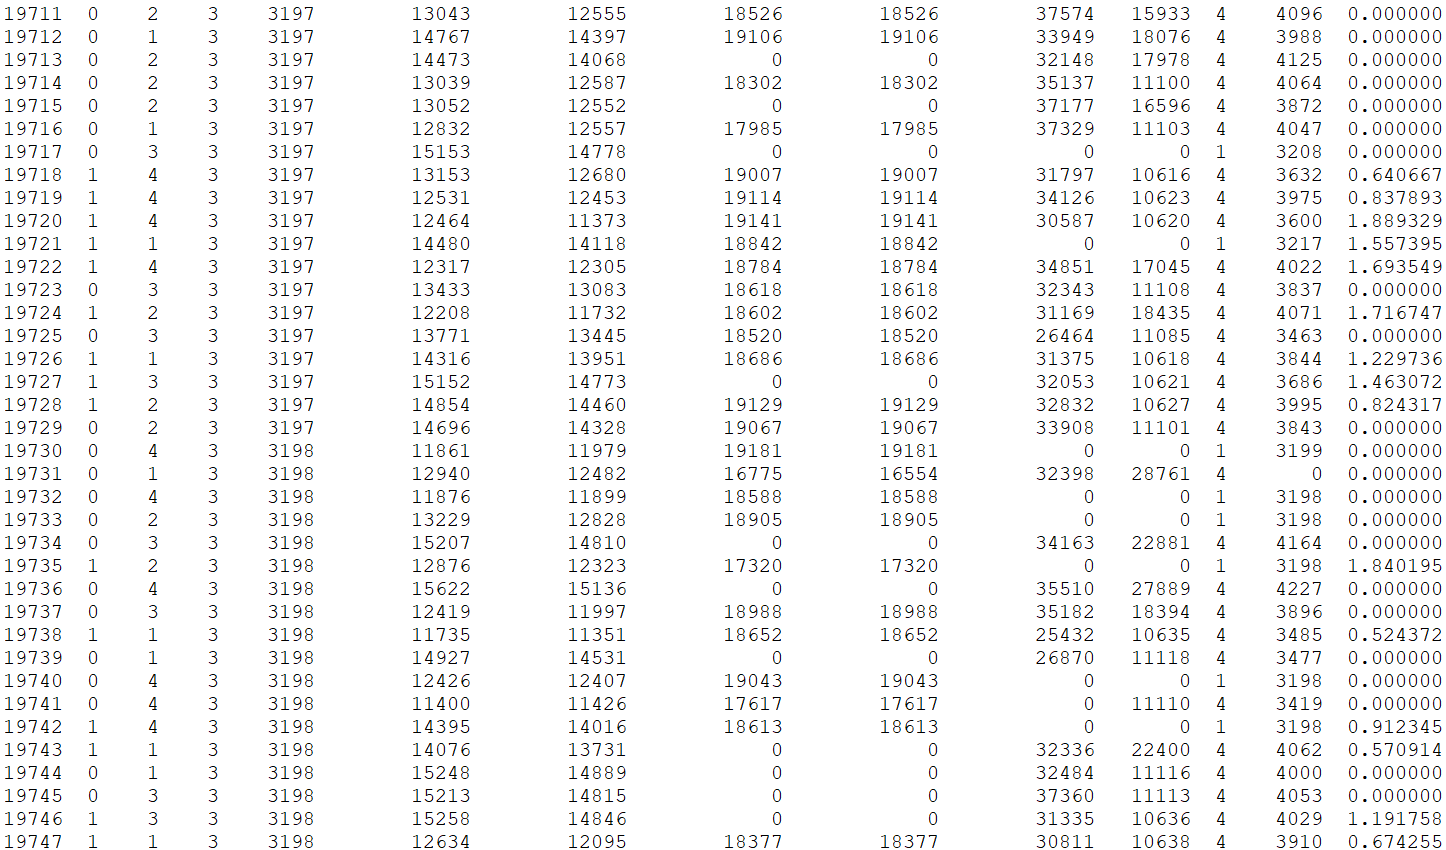 19711 0 2 3 3197 13043 12555 18526 18526 37574 15933 4 4096 0.000000
19712 0 1 3 3197 14767 14397 19106 19106 33949 18076 4 3988 0.000000
19713 0 2 3 3197 14473 14068 0 0 32148 17978 4 4125 0.000000
19714 0 2 3 3197 13039 12587 18302 18302 35137 11100 4 4064 0.000000
19715 0 2 3 3197 13052 12552 0 0 37177 16596 4 3872 0.000000
19716 0 1 3 3197 12832 12557 17985 17985 37329 11103 4 4047 0.000000
19717 0 3 3 3197 15153 14778 0 0 0 0 1 3208 0.000000
19718 1 4 3 3197 13153 12680 19007 19007 31797 10616 4 3632 0.640667
19719 1 4 3 3197 12531 12453 19114 19114 34126 10623 4 3975 0.837893
19720 1 4 3 3197 12464 11373 19141 19141 30587 10620 4 3600 1.889329
19721 1 1 3 3197 14480 14118 18842 18842 0 0 1 3217 1.557395
19722 1 4 3 3197 12317 12305 18784 18784 34851 17045 4 4022 1.693549
19723 0 3 3 3197 13433 13083 18618 18618 32343 11108 4 3837 0.000000
19724 1 2 3 3197 12208 11732 18602 18602 31169 18435 4 4071 1.716747
19725 0 3 3 3197 13771 13445 18520 18520 26464 11085 4 3463 0.000000
19726 1 1 3 3197 14316 13951 18686 18686 31375 10618 4 3844 1.229736
19727 1 3 3 3197 15152 14773 0 0 32053 10621 4 3686 1.463072
19728 1 2 3 3197 14854 14460 19129 19129 32832 10627 4 3995 0.824317
19729 0 2 3 3197 14696 14328 19067 19067 33908 11101 4 3843 0.000000
19730 0 4 3 3198 11861 11979 19181 19181 0 0 1 3199 0.000000
19731 0 1 3 3198 12940 12482 16775 16554 32398 28761 4 0 0.000000
19732 0 4 3 3198 11876 11899 18588 18588 0 0 1 3198 0.000000
19733 0 2 3 3198 13229 12828 18905 18905 0 0 1 3198 0.000000
19734 0 3 3 3198 15207 14810 0 0 34163 22881 4 4164 0.000000
19735 1 2 3 3198 12876 12323 17320 17320 0 0 1 3198 1.840195
19736 0 4 3 3198 15622 15136 0 0 35510 27889 4 4227 0.000000
19737 0 3 3 3198 12419 11997 18988 18988 35182 18394 4 3896 0.000000
19738 1 1 3 3198 11735 11351 18652 18652 25432 10635 4 3485 0.524372
19739 0 1 3 3198 14927 14531 0 0 26870 11118 4 3477 0.000000
19740 0 4 3 3198 12426 12407 19043 19043 0 0 1 3198 0.000000
19741 0 4 3 3198 11400 11426 17617 17617 0 11110 4 3419 0.000000
19742 1 4 3 3198 14395 14016 18613 18613 0 0 1 3198 0.912345
19743 1 1 3 3198 14076 13731 0 0 32336 22400 4 4062 0.570914
19744 0 1 3 3198 15248 14889 0 0 32484 11116 4 4000 0.000000
19745 0 3 3 3198 15213 14815 0 0 37360 11113 4 4053 0.000000
19746 1 3 3 3198 15258 14846 0 0 31335 10636 4 4029 1.191758
19747 1 1 3 3198 12634 12095 18377 18377 30811 10638 4 3910 0.674255